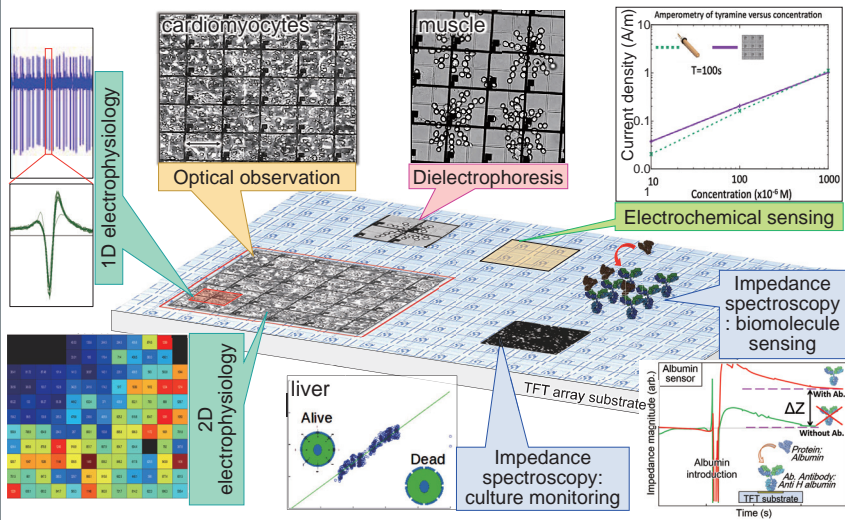 cardiomyocytes
muscle
Amperometry of tyramine versus concentration
Current density (A/m)
10
1
0.1
0.0
T=100s
10
1
100
1000
Concentration (x10-6 M)
Optical observation
Dielectrophoresis
Electrochemical sensing
1D electrophysiology
2D
electrophysiology
Impedance
spectroscopy
: biomolecule
sensing
TFT array substrate
liver
Alive
Dead
Impedance
spectroscopy:
culture monitoring
Albumin
sensor
Impedance magnitude (arb.)
With Ab.
ΔZ
Without Ab.
Albumin
introduction
Protein:
Albumin
Ab. Antibody:
Anti H albumin
TFT substrate
Time (s)